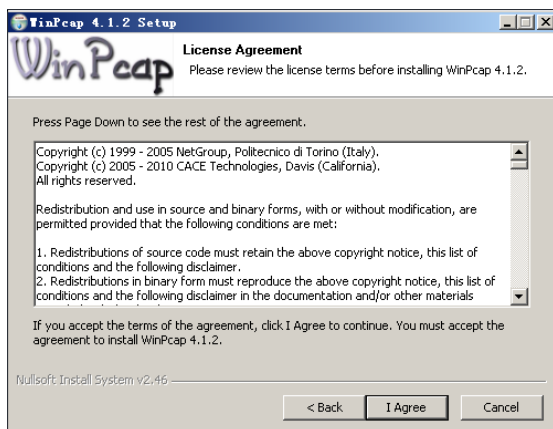 WinPcap 4.1.2 Setup
WinPcap
License Agreement
Please review the license terms before installing WinPcap 4.1.2.
Press Page Down to see the rest of the agreement.
Copyright (c) 1999 - 2005 NetGroup, Politecnico di Torino (Italy).
Copyright (c) 2005 - 2010 CACE Technologies, Davis (California).
All rights reserved.
Redistribution and use in source and binary forms, with or without modification, are
permitted provided that the following conditions are met:
1. Redistributions of source code must retain the above copyright notice, this list of
conditions and the following disclaimer.
2. Redistributions in binary form must reproduce the above copyright notice, this list of
conditions and the following disclaimer in the documentation and/or other materials
If you accept the terms of the agreement, click I Agree to continue. You must accept the
agreement to install WinPcap 4.1.2.
Nullsoft Install System v2.46
< Back I Agree Cancel